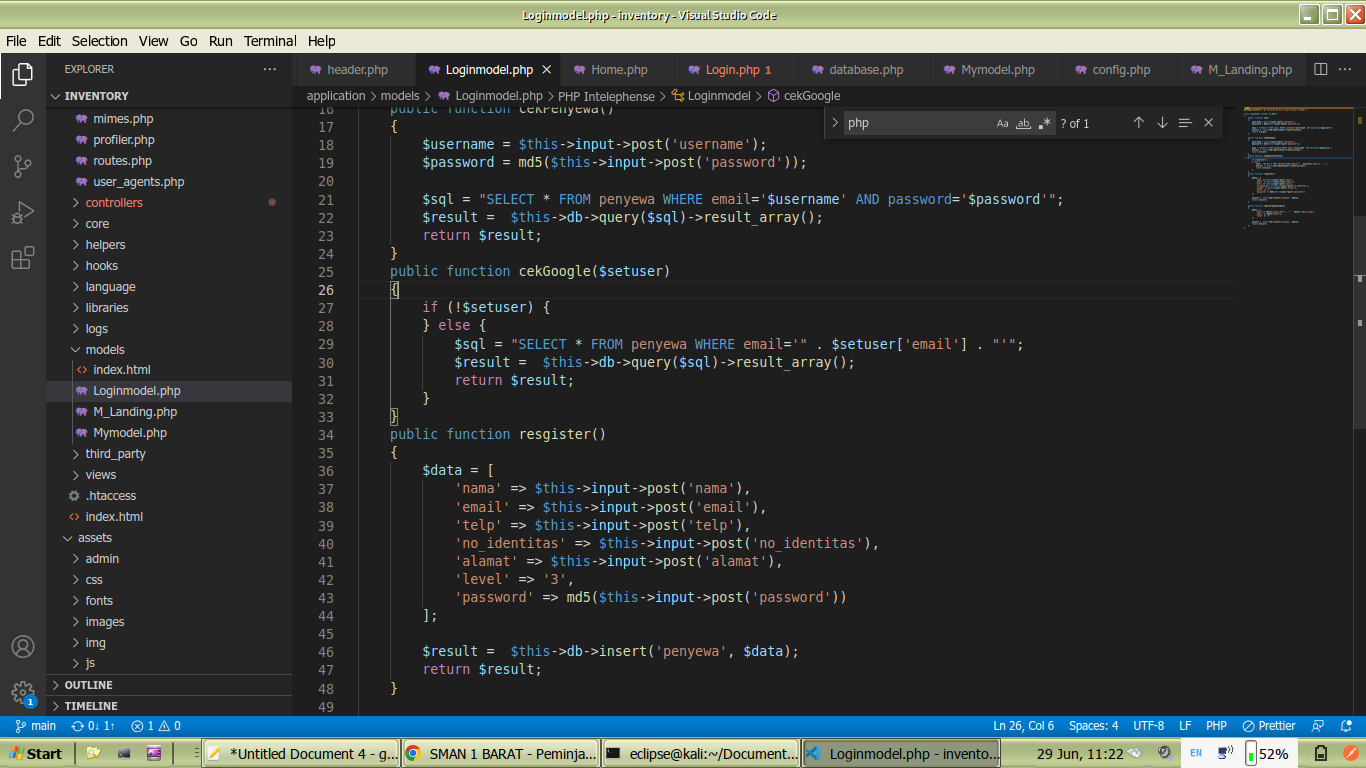 Loginmodel.php - inventory - Visual Studio Code
File Edit Selection View Go Run Terminal Help
EXPLORER
header.php Loginmodel.php Home.php Login.php 1 database.php Mymodel.php config.php M_Landing.php
application > models > Loginmodel.php > PHP Intelephense > Loginmodel > cekGoogle
INVENTORY
mimes.php
profiler.php
routes.php
user_agents.php
controllers
core
helpers
hooks
language
libraries
logs
models
index.html
Loginmodel.php
M_Landing.php
Mymodel.php
third_party
views
.htaccess
index.html
assets
admin
css
fonts
images
img
js
OUTLINE
TIMELINE
1
php Aa ab ? of 1
16 public function cekPenyewa()
17 {
18 $username = $this->input->post('username');
19 $password = md5($this->input->post('password'));
20
21 $sql = "SELECT * FROM penyewa WHERE email='$username' AND password='$password'";
22 $result =  $this->db->query($sql)->result_array();
23 return $result;
24 }
25 public function cekGoogle($setuser)
26 {
27 if (!$setuser) {
28 } else {
29 $sql = "SELECT * FROM penyewa WHERE email='" . $setuser['email'] . "'";
30 $result =  $this->db->query($sql)->result_array();
31 return $result;
32 }
33 }
34 public function resgister()
35 {
36 $data = [
37 'nama' => $this->input->post('nama'),
38 'email' => $this->input->post('email'),
39 'telp' => $this->input->post('telp'),
40 'no_identitas' => $this->input->post('no_identitas'),
41 'alamat' => $this->input->post('alamat'),
42 'level' => '3',
43 'password' => md5($this->input->post('password'))
44 ];
45
46 $result =  $this->db->insert('penyewa', $data);
47 return $result;
48 }
49
main 0↓ 1↑ 1 0 Ln 26, Col 6 Spaces: 4 UTF-8 LF PHP Prettier
Start *Untitled Document 4 - g... SMAN 1 BARAT - Peminja... eclipse@kali:~/Document... Loginmodel.php - invento... 29 Jun, 11:22 EN 52%